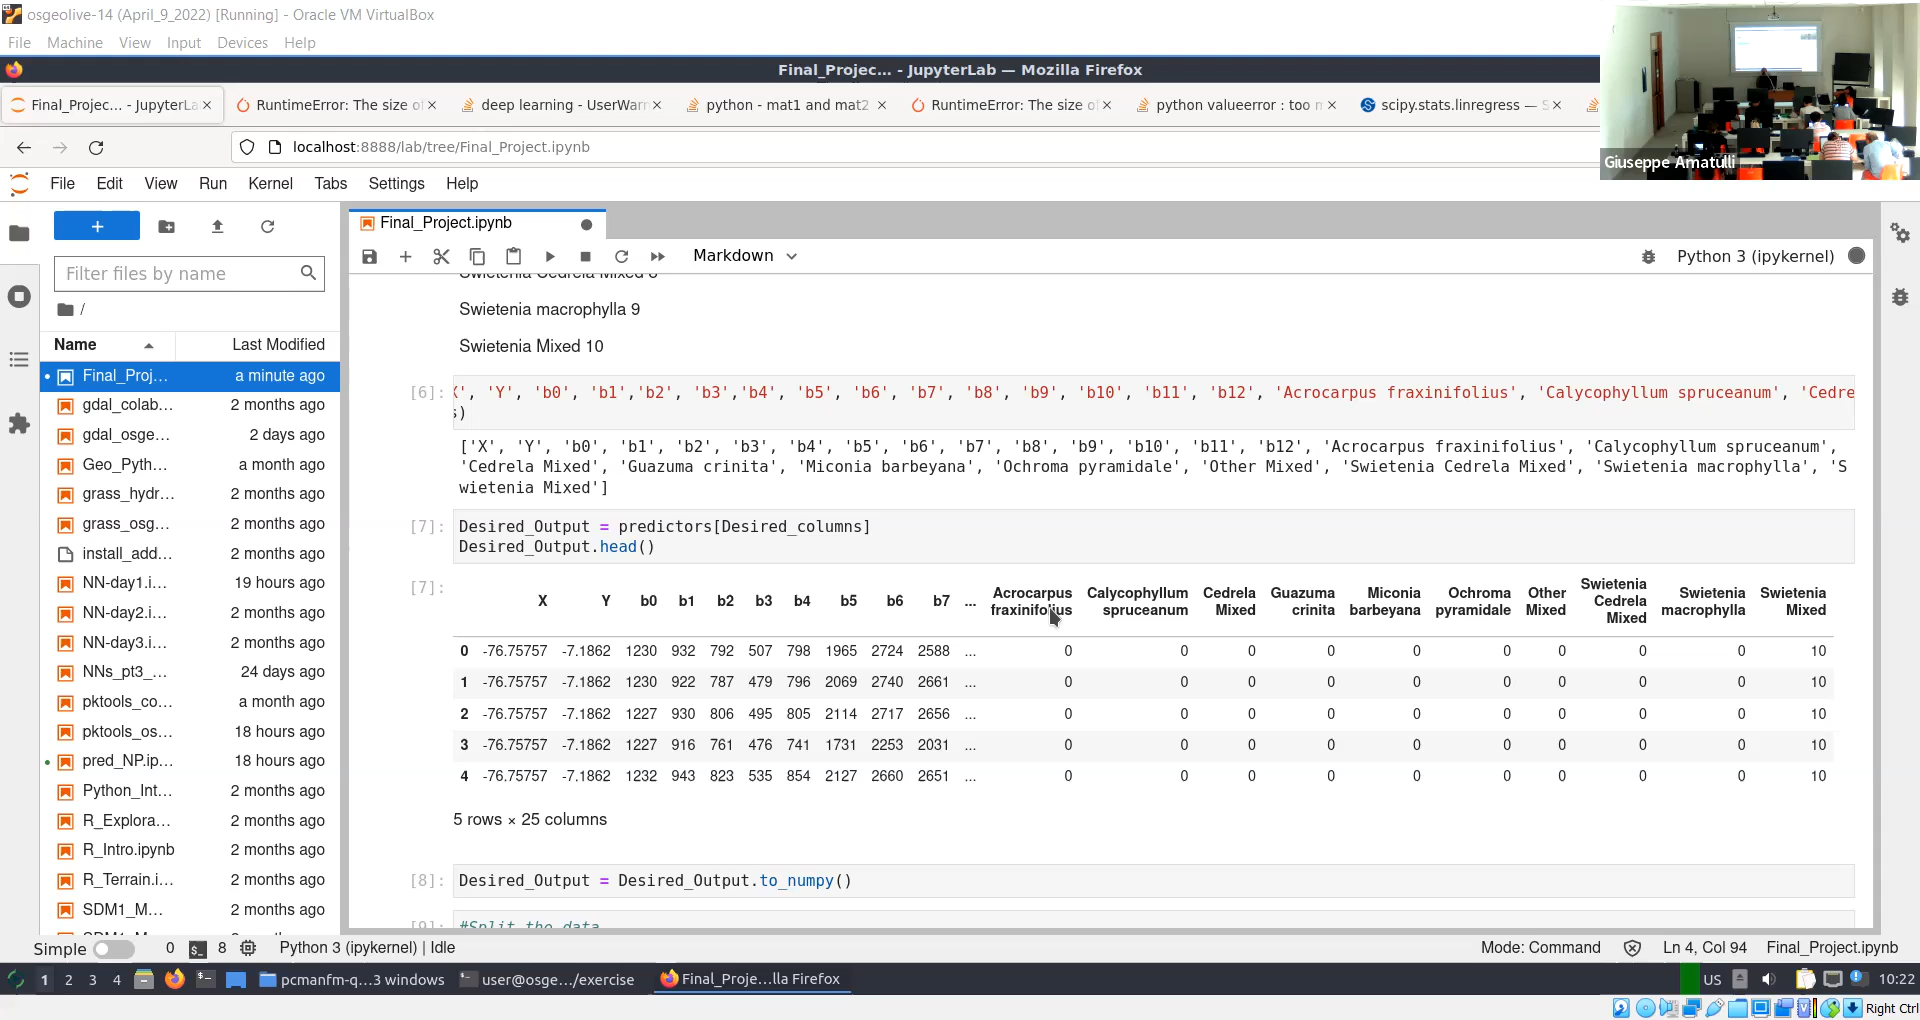 osgeolive-14 (April_9_2022) [Running] - Oracle VM VirtualBox
File Machine View Input Devices Help
Final_Projec... - JupyterLab — Mozilla Firefox
Final_Projec... - JupyterLa
RuntimeError: The size o
deep learning - UserWar
python - mat1 and mat2
RuntimeError: The size o
python valueerror : too m
scipy.stats.linregress — S
localhost:8888/lab/tree/Final_Project.ipynb
Giuseppe Amatulli
File Edit View Run Kernel Tabs Settings Help
Final_Project.ipynb
Filter files by name
Markdown
Python 3 (ipykernel)
/
Name Last Modified
Final_Proj... a minute ago
gdal_colab... 2 months ago
gdal_osge... 2 days ago
Geo_Pyth... a month ago
grass_hydr... 2 months ago
grass_osg... 2 months ago
install_add... 2 months ago
NN-day1.i... 19 hours ago
NN-day2.i... 2 months ago
NN-day3.i... 2 months ago
NNs_pt3_... 24 days ago
pktools_co... a month ago
pktools_os... 18 hours ago
pred_NP.ip... 18 hours ago
Python_Int... 2 months ago
R_Explora... 2 months ago
R_Intro.ipynb 2 months ago
R_Terrain.i... 2 months ago
SDM1_M... 2 months ago
Swietenia Cedrela Mixed 8
Swietenia macrophylla 9
Swietenia Mixed 10
[6]: X', 'Y', 'b0', 'b1','b2', 'b3','b4', 'b5', 'b6', 'b7', 'b8', 'b9', 'b10', 'b11', 'b12', 'Acrocarpus fraxinifolius', 'Calycophyllum spruceanum', 'Cedre
s)
['X', 'Y', 'b0', 'b1', 'b2', 'b3', 'b4', 'b5', 'b6', 'b7', 'b8', 'b9', 'b10', 'b11', 'b12', 'Acrocarpus fraxinifolius', 'Calycophyllum spruceanum',
'Cedrela Mixed', 'Guazuma crinita', 'Miconia barbeyana', 'Ochroma pyramidale', 'Other Mixed', 'Swietenia Cedrela Mixed', 'Swietenia macrophylla', 'S
wietenia Mixed']
[7]: Desired_Output = predictors[Desired_columns]
Desired_Output.head()
[7]: X Y b0 b1 b2 b3 b4 b5 b6 b7 ... Acrocarpus fraxinifolius Calycophyllum spruceanum Cedrela Mixed Guazuma crinita Miconia barbeyana Ochroma pyramidale Other Mixed Swietenia Cedrela Mixed Swietenia macrophylla Swietenia Mixed
0 -76.75757 -7.1862 1230 932 792 507 798 1965 2724 2588 ... 0 0 0 0 0 0 0 0 0 10
1 -76.75757 -7.1862 1230 922 787 479 796 2069 2740 2661 ... 0 0 0 0 0 0 0 0 0 10
2 -76.75757 -7.1862 1227 930 806 495 805 2114 2717 2656 ... 0 0 0 0 0 0 0 0 0 10
3 -76.75757 -7.1862 1227 916 761 476 741 1731 2253 2031 ... 0 0 0 0 0 0 0 0 0 10
4 -76.75757 -7.1862 1232 943 823 535 854 2127 2660 2651 ... 0 0 0 0 0 0 0 0 0 10
5 rows × 25 columns
[8]: Desired_Output = Desired_Output.to_numpy()
[9]: #Split the data
Simple 0 8 Python 3 (ipykernel) | Idle Mode: Command Ln 4, Col 94 Final_Project.ipynb
1 2 3 4 pcmanfm-q...3 windows user@osge.../exercise Final_Proje...lla Firefox US 10:22
Right Ctrl